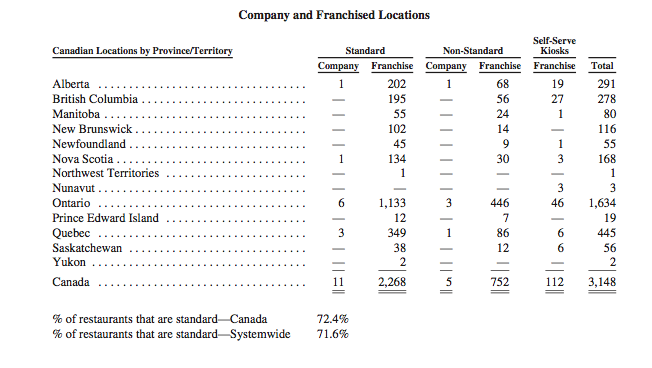 Company and Franchised Locations
Self-Serve
Canadian Locations by Province/Territory Standard Non-Standard Kiosks
Company Franchise Company Franchise Franchise Total
Alberta . . . . . . . . . . . . . . . . . . . . . . . . . . . . . . . . . . . 1 202 1 68 19 291
British Columbia . . . . . . . . . . . . . . . . . . . . . . . . . . . . — 195 — 56 27 278
Manitoba . . . . . . . . . . . . . . . . . . . . . . . . . . . . . . . . . . — 55 — 24 1 80
New Brunswick . . . . . . . . . . . . . . . . . . . . . . . . . . . . . — 102 — 14 — 116
Newfoundland . . . . . . . . . . . . . . . . . . . . . . . . . . . . . . — 45 — 9 1 55
Nova Scotia . . . . . . . . . . . . . . . . . . . . . . . . . . . . . . . . 1 134 — 30 3 168
Northwest Territories . . . . . . . . . . . . . . . . . . . . . . . . — 1 — — — 1
Nunavut . . . . . . . . . . . . . . . . . . . . . . . . . . . . . . . . . . . — — — — 3 3
Ontario . . . . . . . . . . . . . . . . . . . . . . . . . . . . . . . . . . . 6 1,133 3 446 46 1,634
Prince Edward Island . . . . . . . . . . . . . . . . . . . . . . . . — 12 — 7 — 19
Quebec . . . . . . . . . . . . . . . . . . . . . . . . . . . . . . . . . . . 3 349 1 86 6 445
Saskatchewan . . . . . . . . . . . . . . . . . . . . . . . . . . . . . . — 38 — 12 6 56
Yukon . . . . . . . . . . . . . . . . . . . . . . . . . . . . . . . . . . . . — 2 — — — 2
Canada . . . . . . . . . . . . . . . . . . . . . . . . . . . . . . . . . . . 11 2,268 5 752 112 3,148
% of restaurants that are standard—Canada 72.4%
% of restaurants that are standard—Systemwide 71.6%